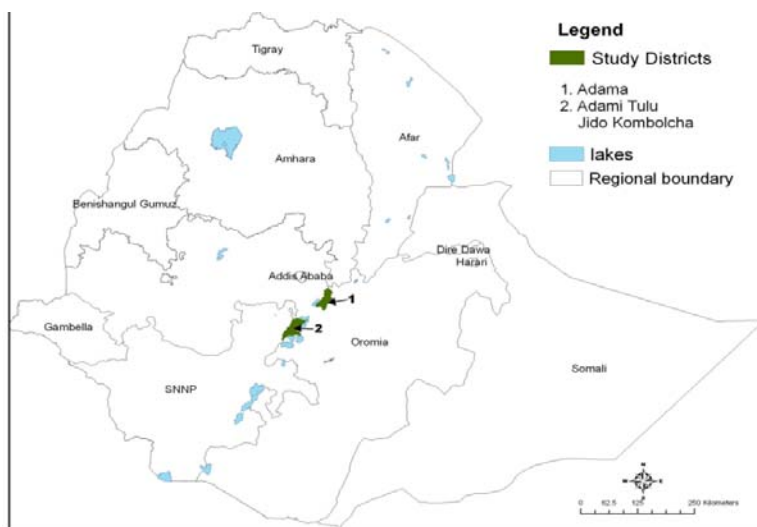 Legend
Study Districts
1. Adama
2. Adami Tulu
Jido Kombolcha
lakes
Regional boundary
Tigray
Afar
Amhara
Benishangul Gumuz
Dire Dawa
Harari
Addis Ababa
1
Gambella
2
Oromia
Somali
SNNP
N
W
E
S
0 62.5 125 250 Kilometers